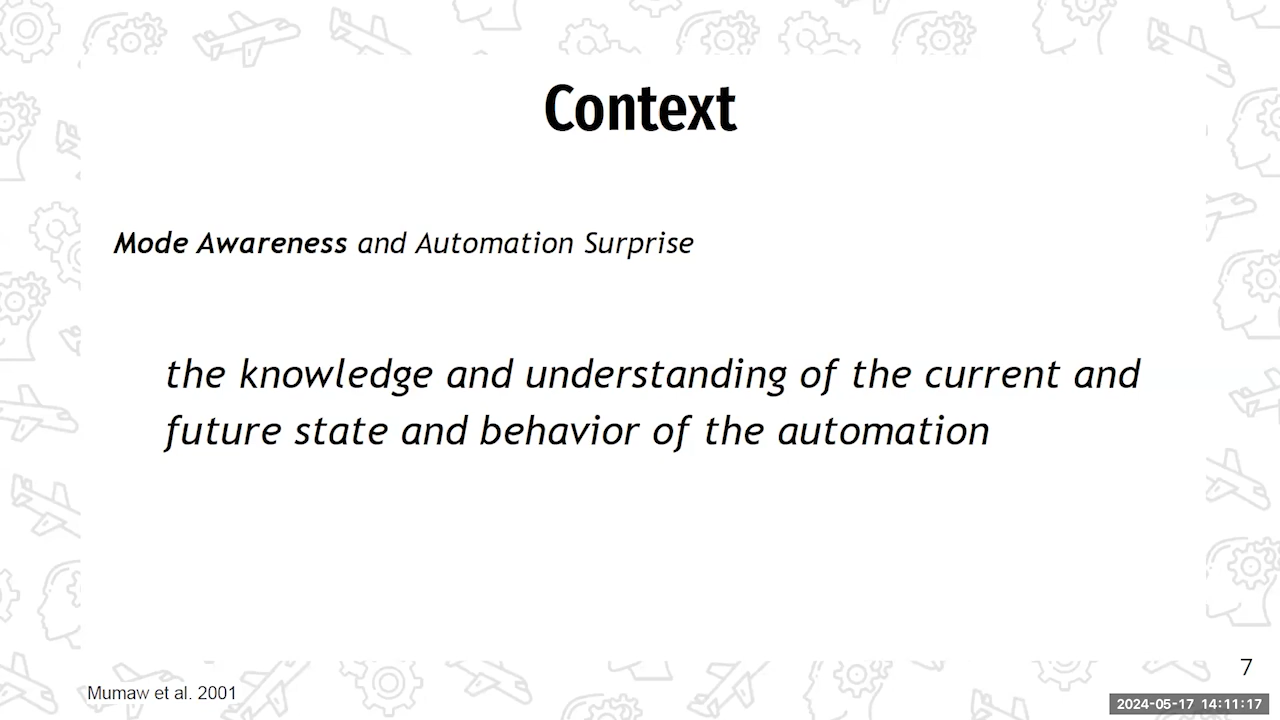 Context
Mode Awareness and Automation Surprise
the knowledge and understanding of the current and
future state and behavior of the automation
Mumaw et al. 2001
7
2024-05-17 14:11:17